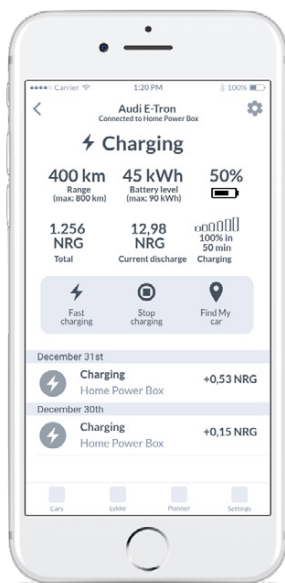 Carrier 1:20 PM 100%
Audi E-Tron
Connected to Home Power Box
Charging
400 km 45 kWh 50%
Range Battery level
(max: 800 km) (max: 90 kWh)
1.256 12,98
NRG NRG 100% in
50 min
Total Current discharge Charging
Fast Stop Find My
charging charging car
December 31st
Charging
Home Power Box
+0,53 NRG
December 30th
Charging
Home Power Box
+0,15 NRG
Cars Lykke Planner Settings